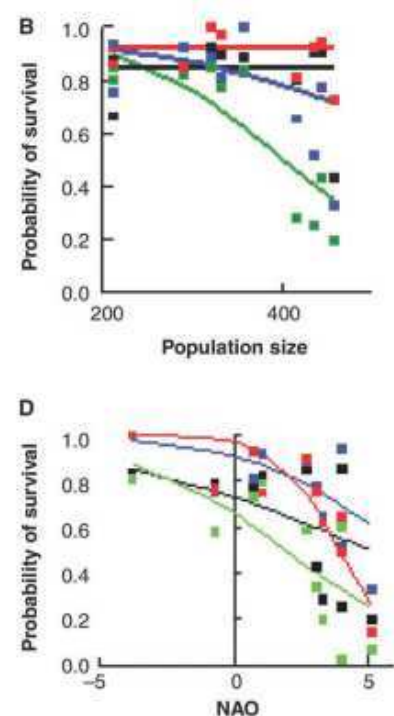 B
Probability of survival
1.0
0.8
0.6
0.4
0.2
0.0
200
400
Population size
D
Probability of survival
1.0
0.8
0.6
0.4
0.2
0.0
–5
0
5
NAO